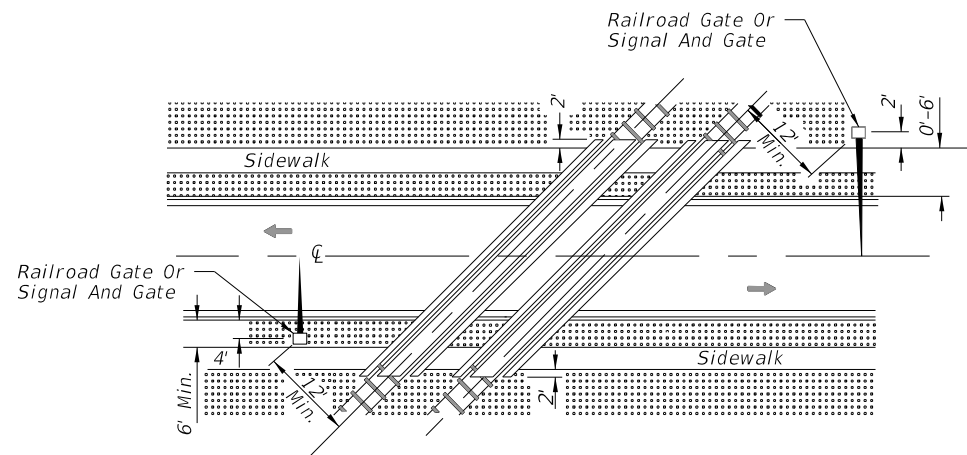 Railroad Gate Or
Signal And Gate
2'
2'
0'-6'
12'
Min.
Sidewalk
℄
Railroad Gate Or
Signal And Gate
4'
6' Min.
12'
Min.
2'
Sidewalk